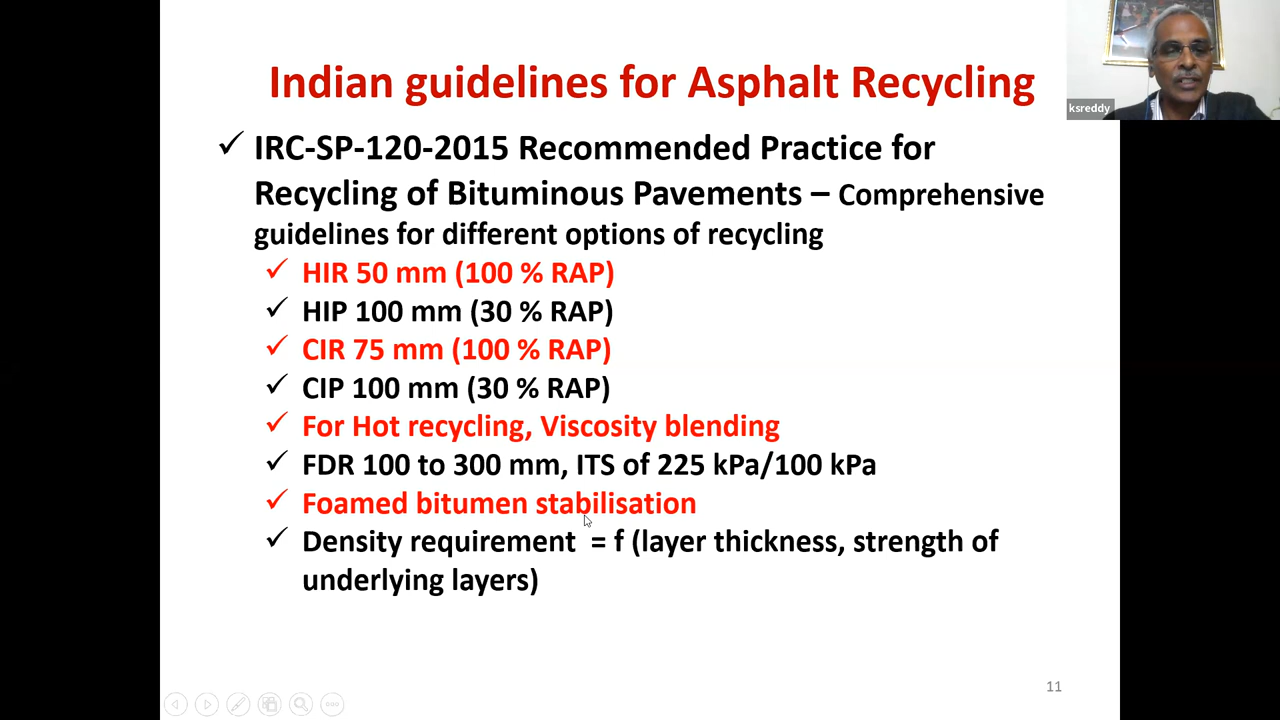 Indian guidelines for Asphalt Recycling
ksreddy
✓ IRC-SP-120-2015 Recommended Practice for
Recycling of Bituminous Pavements – Comprehensive
guidelines for different options of recycling
✓ HIR 50 mm (100 % RAP)
✓ HIP 100 mm (30 % RAP)
✓ CIR 75 mm (100 % RAP)
✓ CIP 100 mm (30 % RAP)
✓ For Hot recycling, Viscosity blending
✓ FDR 100 to 300 mm, ITS of 225 kPa/100 kPa
✓ Foamed bitumen stabilisation
✓ Density requirement = f (layer thickness, strength of
underlying layers)
11